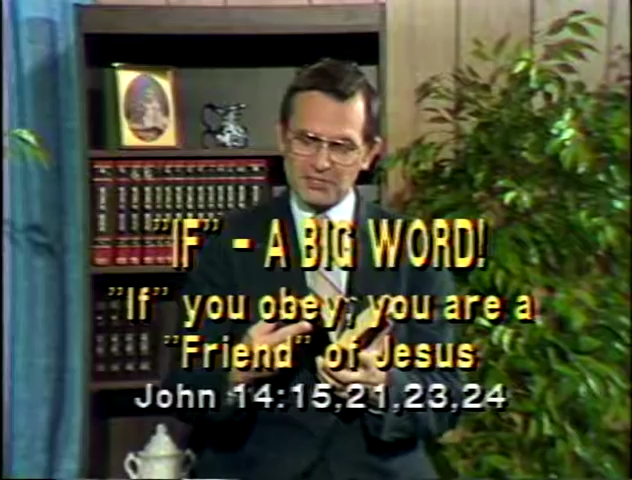 "IF" - A BIG WORD!
"If" you obey, you are a
"Friend" of Jesus
John 14:15,21,23,24